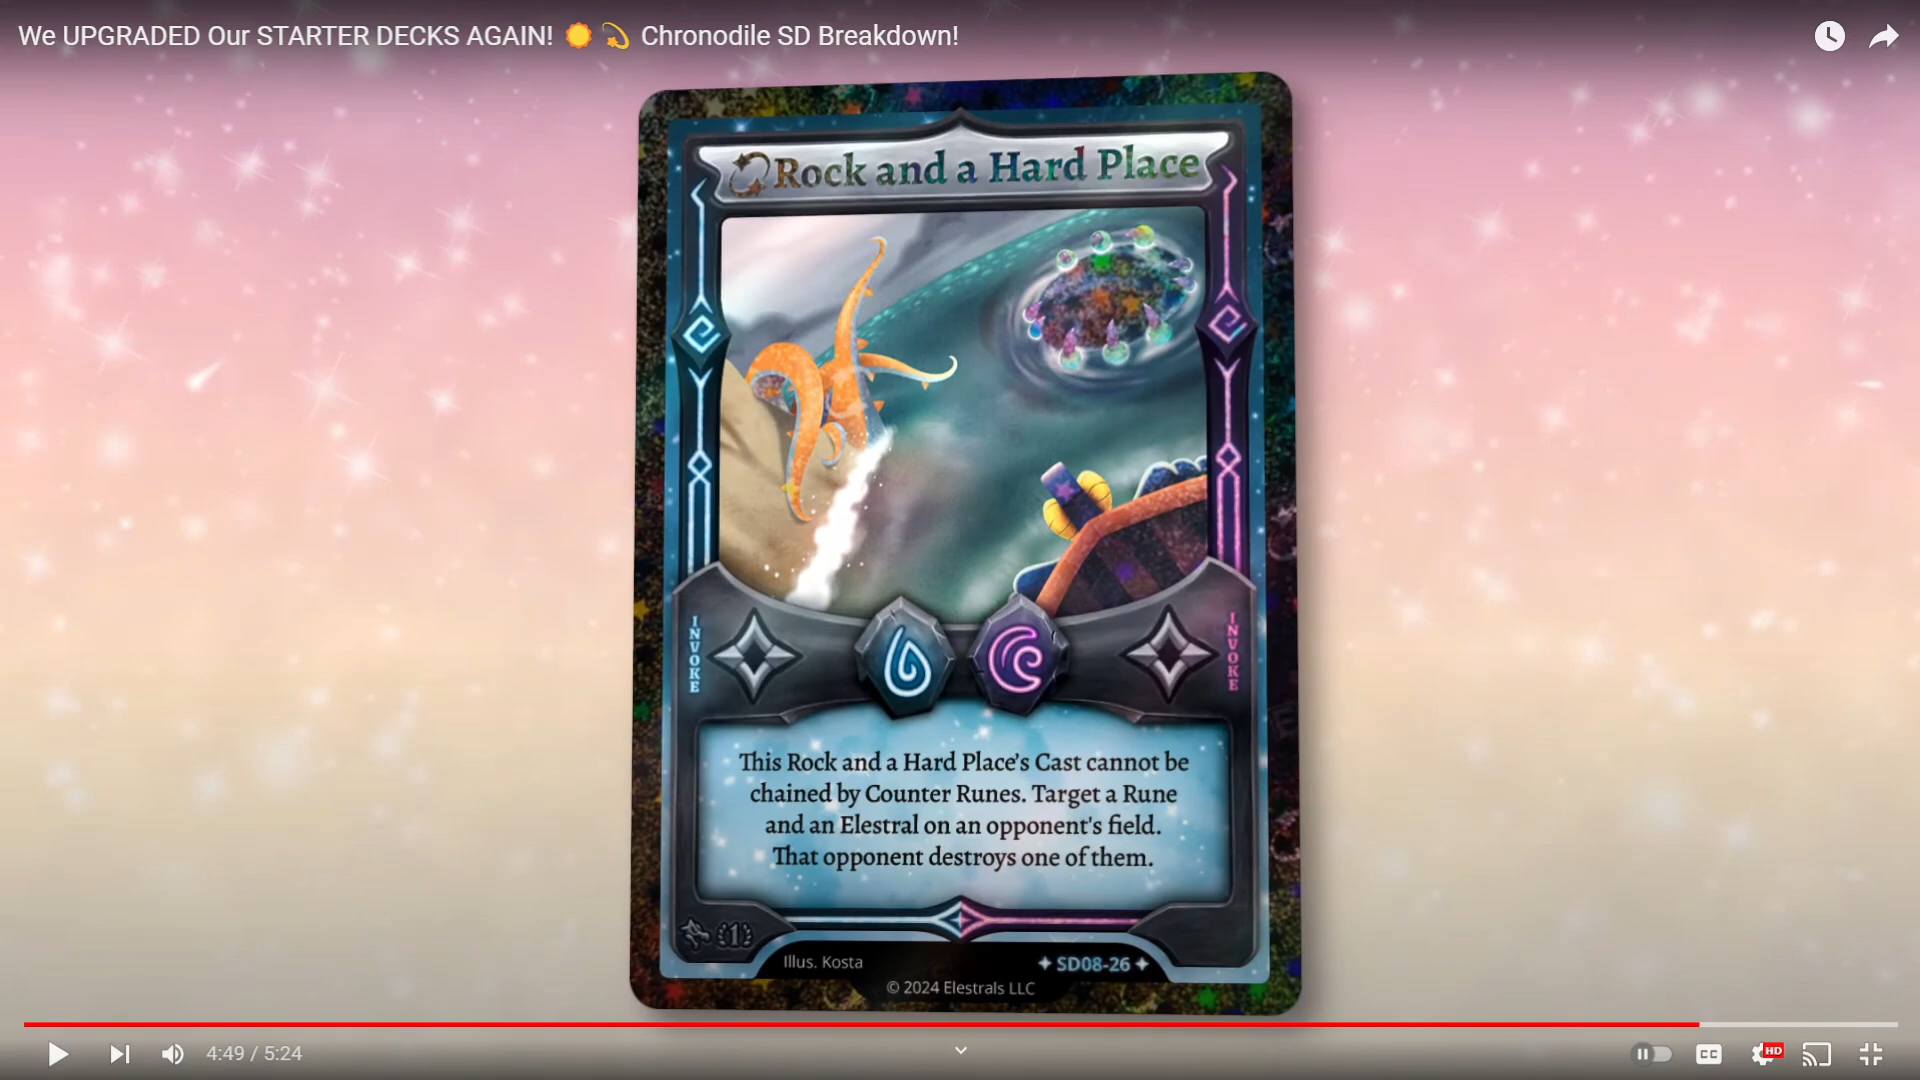 We UPGRADED Our STARTER DECKS AGAIN! Chronodile SD Breakdown!
Rock and a Hard Place
INVOKE
INVOKE
This Rock and a Hard Place's Cast cannot be
chained by Counter Runes. Target a Rune
and an Elestral on an opponent's field.
That opponent destroys one of them.
1
Illus. Kosta
SD08-26
© 2024 Elestrals LLC
4:49 / 5:24
CC
HD